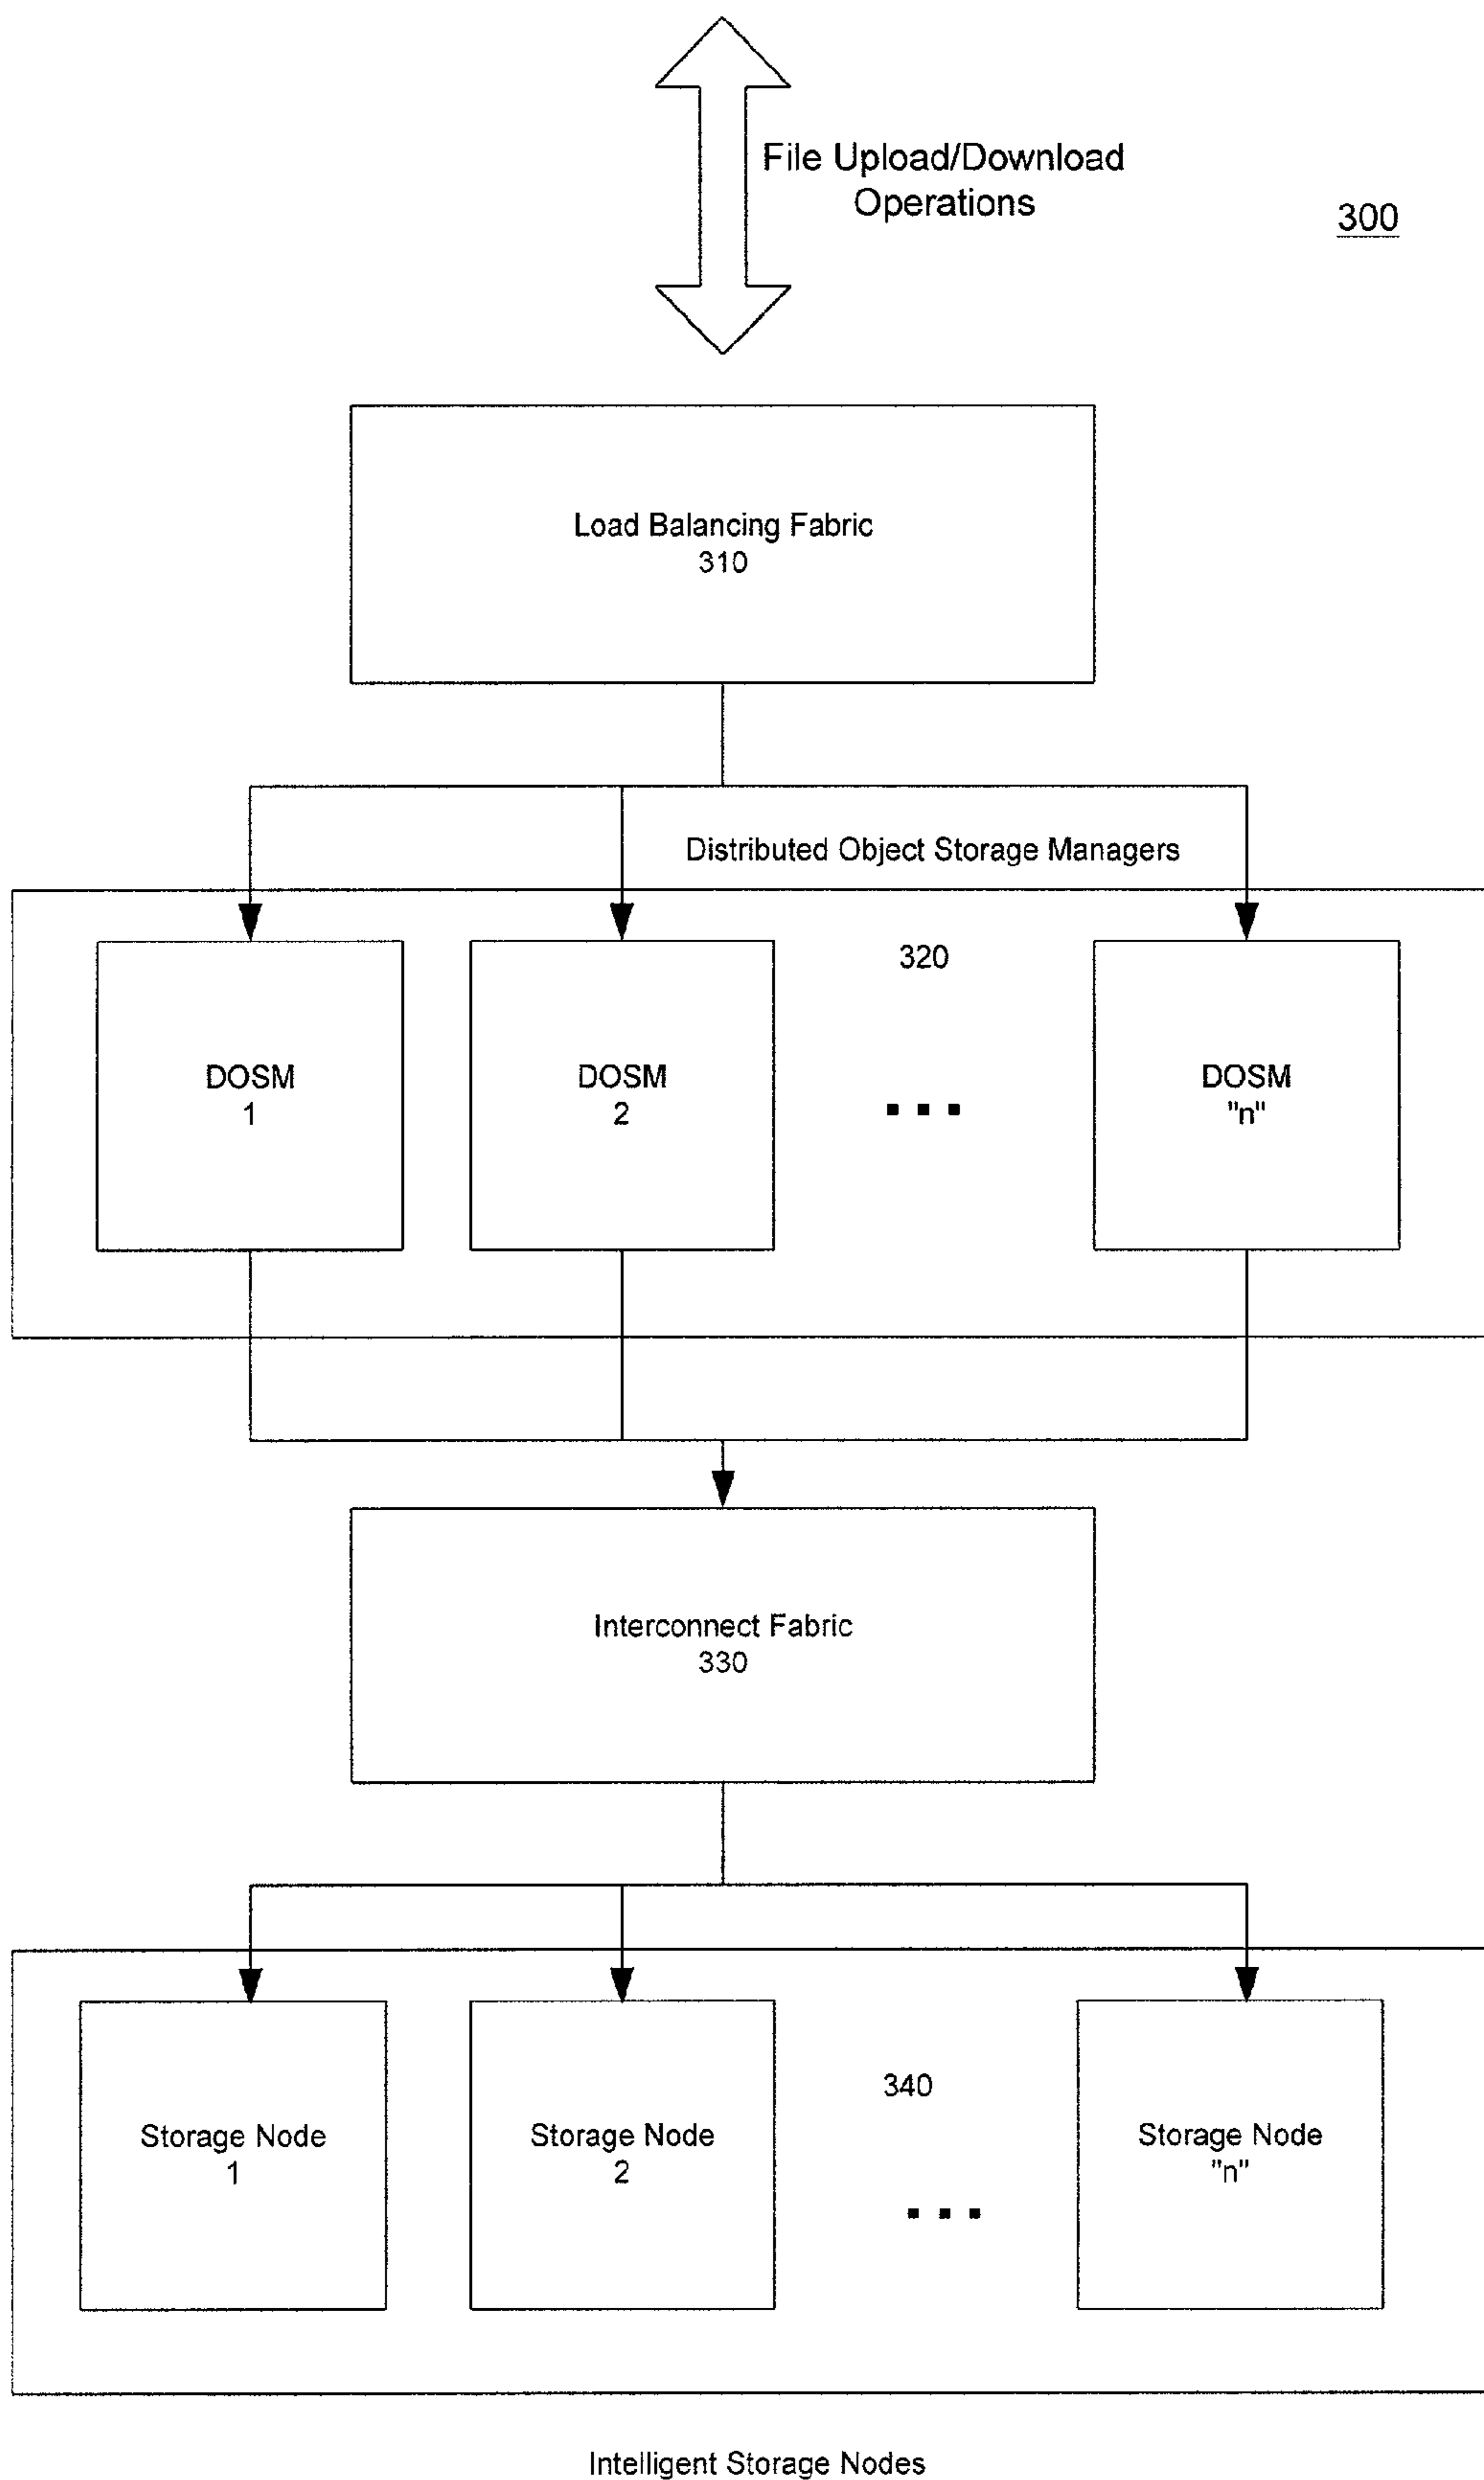 File Upload/Download
Operations
300
Load Balancing Fabric
310
Distributed Object Storage Managers
320
DOSM
1
DOSM
2
DOSM
"n"
Interconnect Fabric
330
340
Storage Node
1
Storage Node
2
Storage Node
"n"
Intelligent Storage Nodes